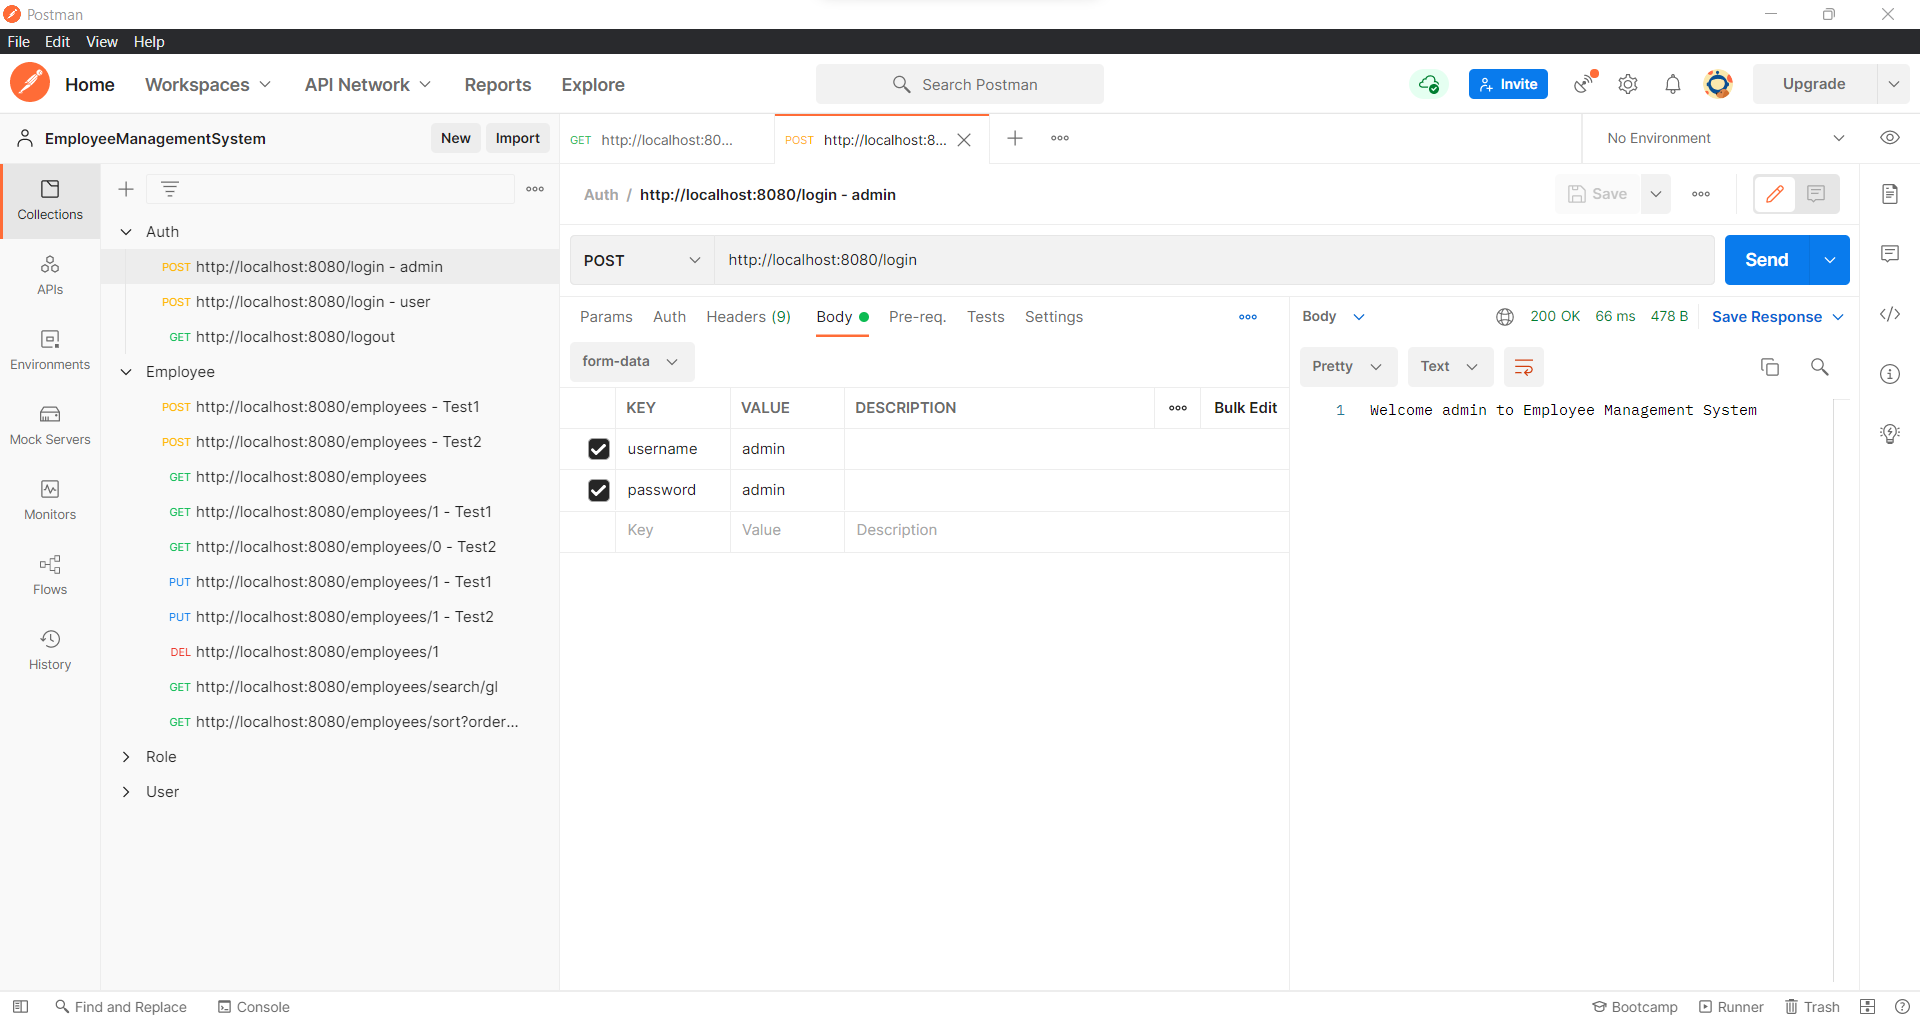 Postman
File Edit View Help
Home Workspaces API Network Reports Explore Search Postman Invite Upgrade
EmployeeManagementSystem New Import
GET http://localhost:80... POST http://localhost:8... No Environment
Collections
APIs
Environments
Mock Servers
Monitors
Flows
History
Auth
POST http://localhost:8080/login - admin
POST http://localhost:8080/login - user
GET http://localhost:8080/logout
Employee
POST http://localhost:8080/employees - Test1
POST http://localhost:8080/employees - Test2
GET http://localhost:8080/employees
GET http://localhost:8080/employees/1 - Test1
GET http://localhost:8080/employees/0 - Test2
PUT http://localhost:8080/employees/1 - Test1
PUT http://localhost:8080/employees/1 - Test2
DEL http://localhost:8080/employees/1
GET http://localhost:8080/employees/search/gl
GET http://localhost:8080/employees/sort?order...
Role
User
Auth / http://localhost:8080/login - admin Save
POST http://localhost:8080/login Send
Params Auth Headers (9) Body Pre-req. Tests Settings
form-data
KEY VALUE DESCRIPTION Bulk Edit
username admin
password admin
Key Value Description
Body 200 OK 66 ms 478 B Save Response
Pretty Text
1 Welcome admin to Employee Management System
Find and Replace Console Bootcamp Runner Trash